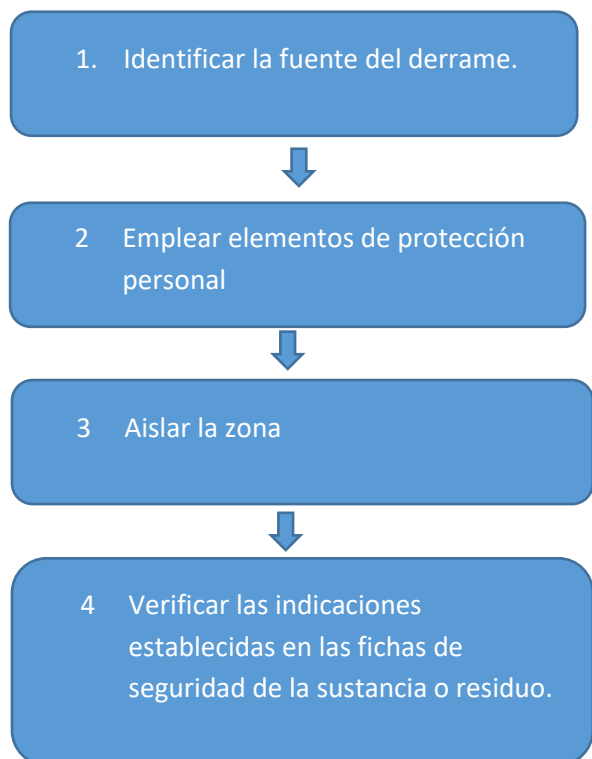 1. Identificar la fuente del derrame.
2 Emplear elementos de protección
personal
3 Aislar la zona
4 Verificar las indicaciones
establecidas en las fichas de
seguridad de la sustancia o residuo.